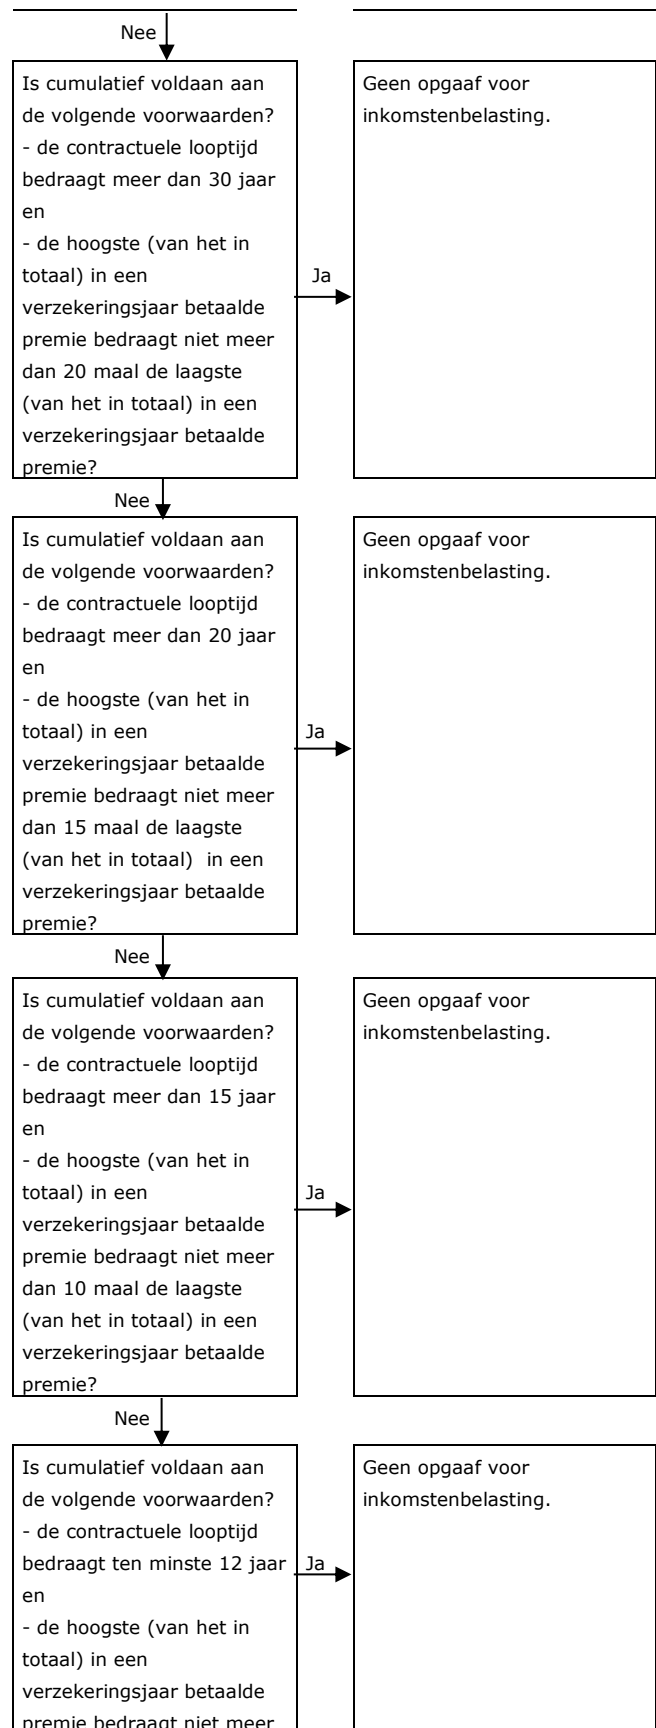 Nee
Is cumulatief voldaan aan
de volgende voorwaarden?
- de contractuele looptijd
bedraagt meer dan 30 jaar
en
- de hoogste (van het in
totaal) in een
verzekeringsjaar betaalde
premie bedraagt niet meer
dan 20 maal de laagste
(van het in totaal) in een
verzekeringsjaar betaalde
premie?
Ja
Geen opgaaf voor
inkomstenbelasting.
Nee
Is cumulatief voldaan aan
de volgende voorwaarden?
- de contractuele looptijd
bedraagt meer dan 20 jaar
en
- de hoogste (van het in
totaal) in een
verzekeringsjaar betaalde
premie bedraagt niet meer
dan 15 maal de laagste
(van het in totaal)  in een
verzekeringsjaar betaalde
premie?
Ja
Geen opgaaf voor
inkomstenbelasting.
Nee
Is cumulatief voldaan aan
de volgende voorwaarden?
- de contractuele looptijd
bedraagt meer dan 15 jaar
en
- de hoogste (van het in
totaal) in een
verzekeringsjaar betaalde
premie bedraagt niet meer
dan 10 maal de laagste
(van het in totaal) in een
verzekeringsjaar betaalde
premie?
Ja
Geen opgaaf voor
inkomstenbelasting.
Nee
Is cumulatief voldaan aan
de volgende voorwaarden?
- de contractuele looptijd
bedraagt ten minste 12 jaar
en
- de hoogste (van het in
totaal) in een
verzekeringsjaar betaalde
premie bedraagt niet meer
Ja
Geen opgaaf voor
inkomstenbelasting.